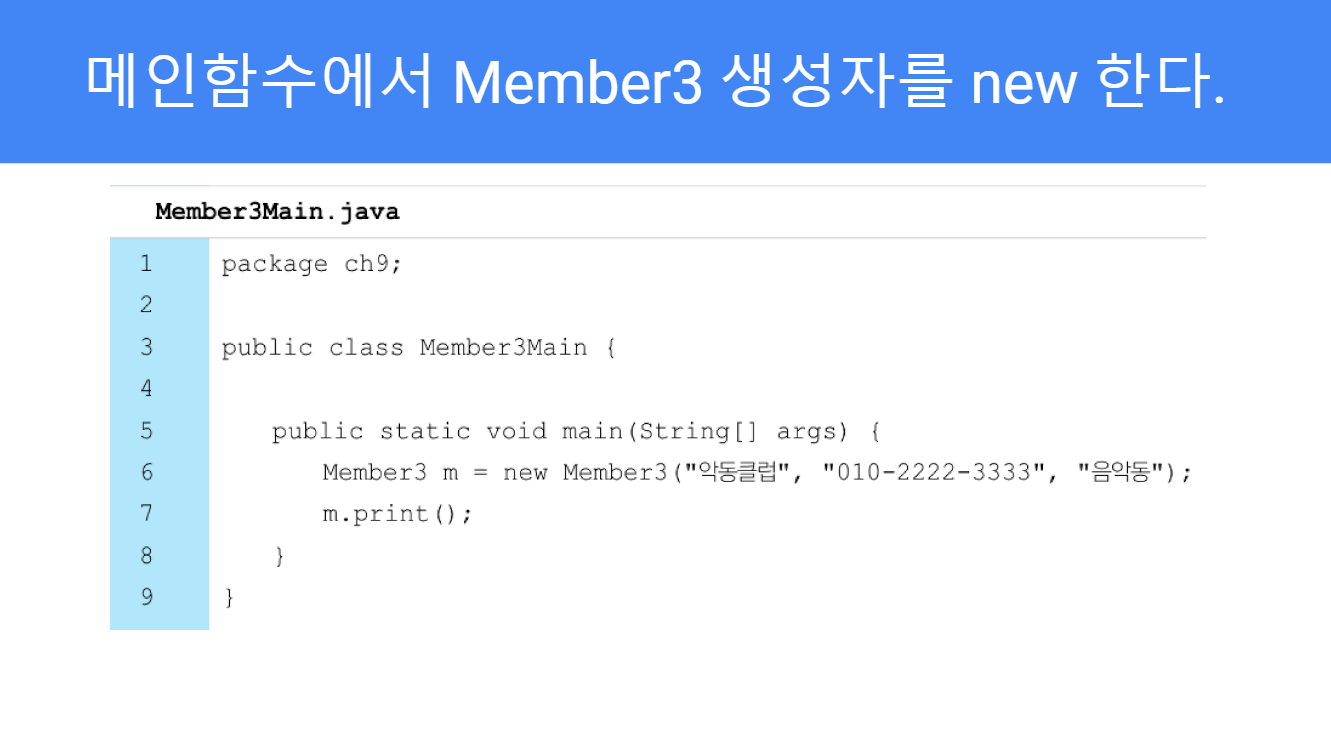 메인함수에서 Member3 생성자를 new 한다.
Member3Main.java
1 package ch9;
2
3 public class Member3Main {
4
5 public static void main(String[] args) {
6 Member3 m = new Member3("악동클럽", "010-2222-3333", "음악동");
7 m.print();
8 }
9 }